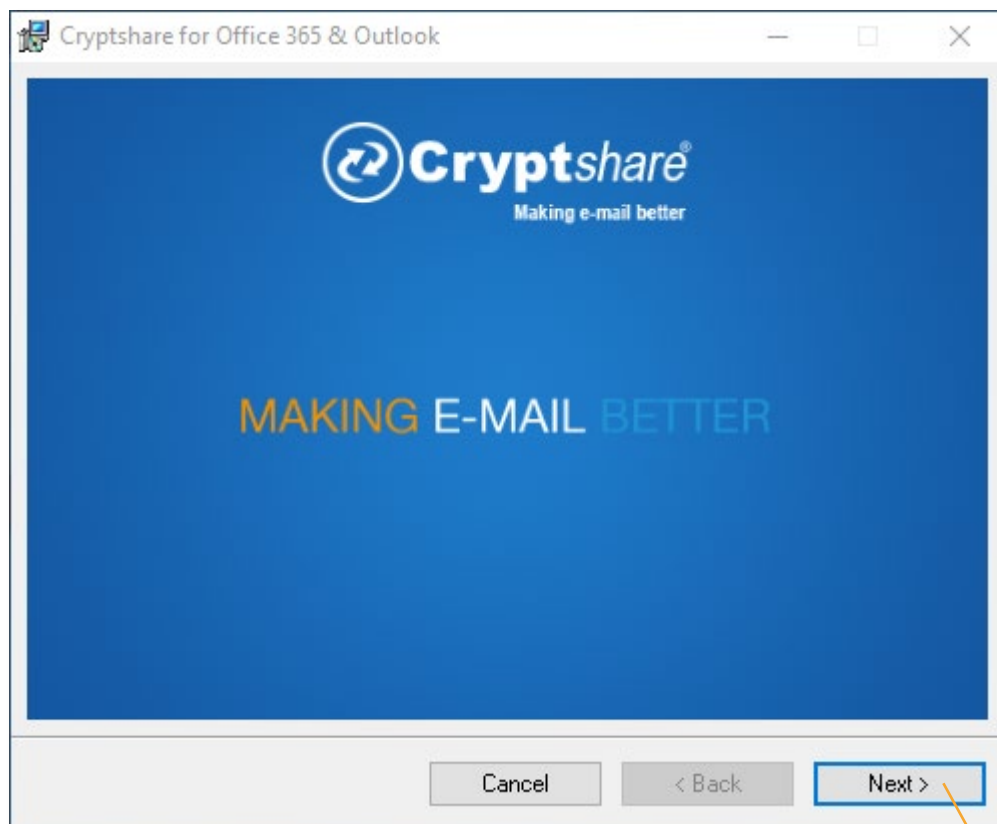 Cryptshare for Office 365 & Outlook
Cryptshare®
Making e-mail better
MAKING E-MAIL BETTER
Cancel
< Back
Next >